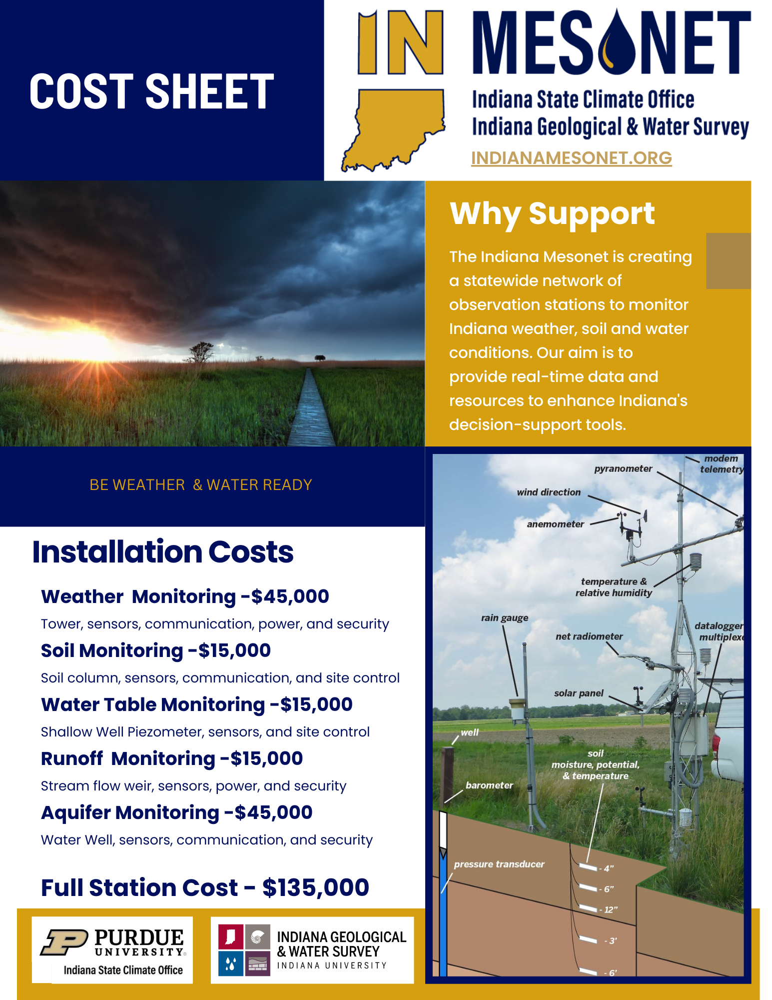 COST SHEET
IN MESONET
Indiana State Climate Office
Indiana Geological & Water Survey
INDIANAMESONET.ORG
Why Support
The Indiana Mesonet is creating
a statewide network of
observation stations to monitor
Indiana weather, soil and water
conditions. Our aim is to
provide real-time data and
resources to enhance Indiana's
decision-support tools.
BE WEATHER & WATER READY
Installation Costs
Weather Monitoring -$45,000
Tower, sensors, communication, power, and security
Soil Monitoring -$15,000
Soil column, sensors, communication, and site control
Water Table Monitoring -$15,000
Shallow Well Piezometer, sensors, and site control
Runoff Monitoring -$15,000
Stream flow weir, sensors, power, and security
Aquifer Monitoring -$45,000
Water Well, sensors, communication, and security
Full Station Cost - $135,000
modem
telemetry
pyranometer
wind direction
anemometer
temperature &
relative humidity
rain gauge
net radiometer
datalogger
multiplexe
solar panel
well
soil
moisture, potential,
& temperature
barometer
pressure transducer
- 4”
- 6”
- 12”
- 3’
- 6’
P PURDUE
UNIVERSITY®
Indiana State Climate Office
INDIANA GEOLOGICAL
& WATER SURVEY
INDIANA UNIVERSITY